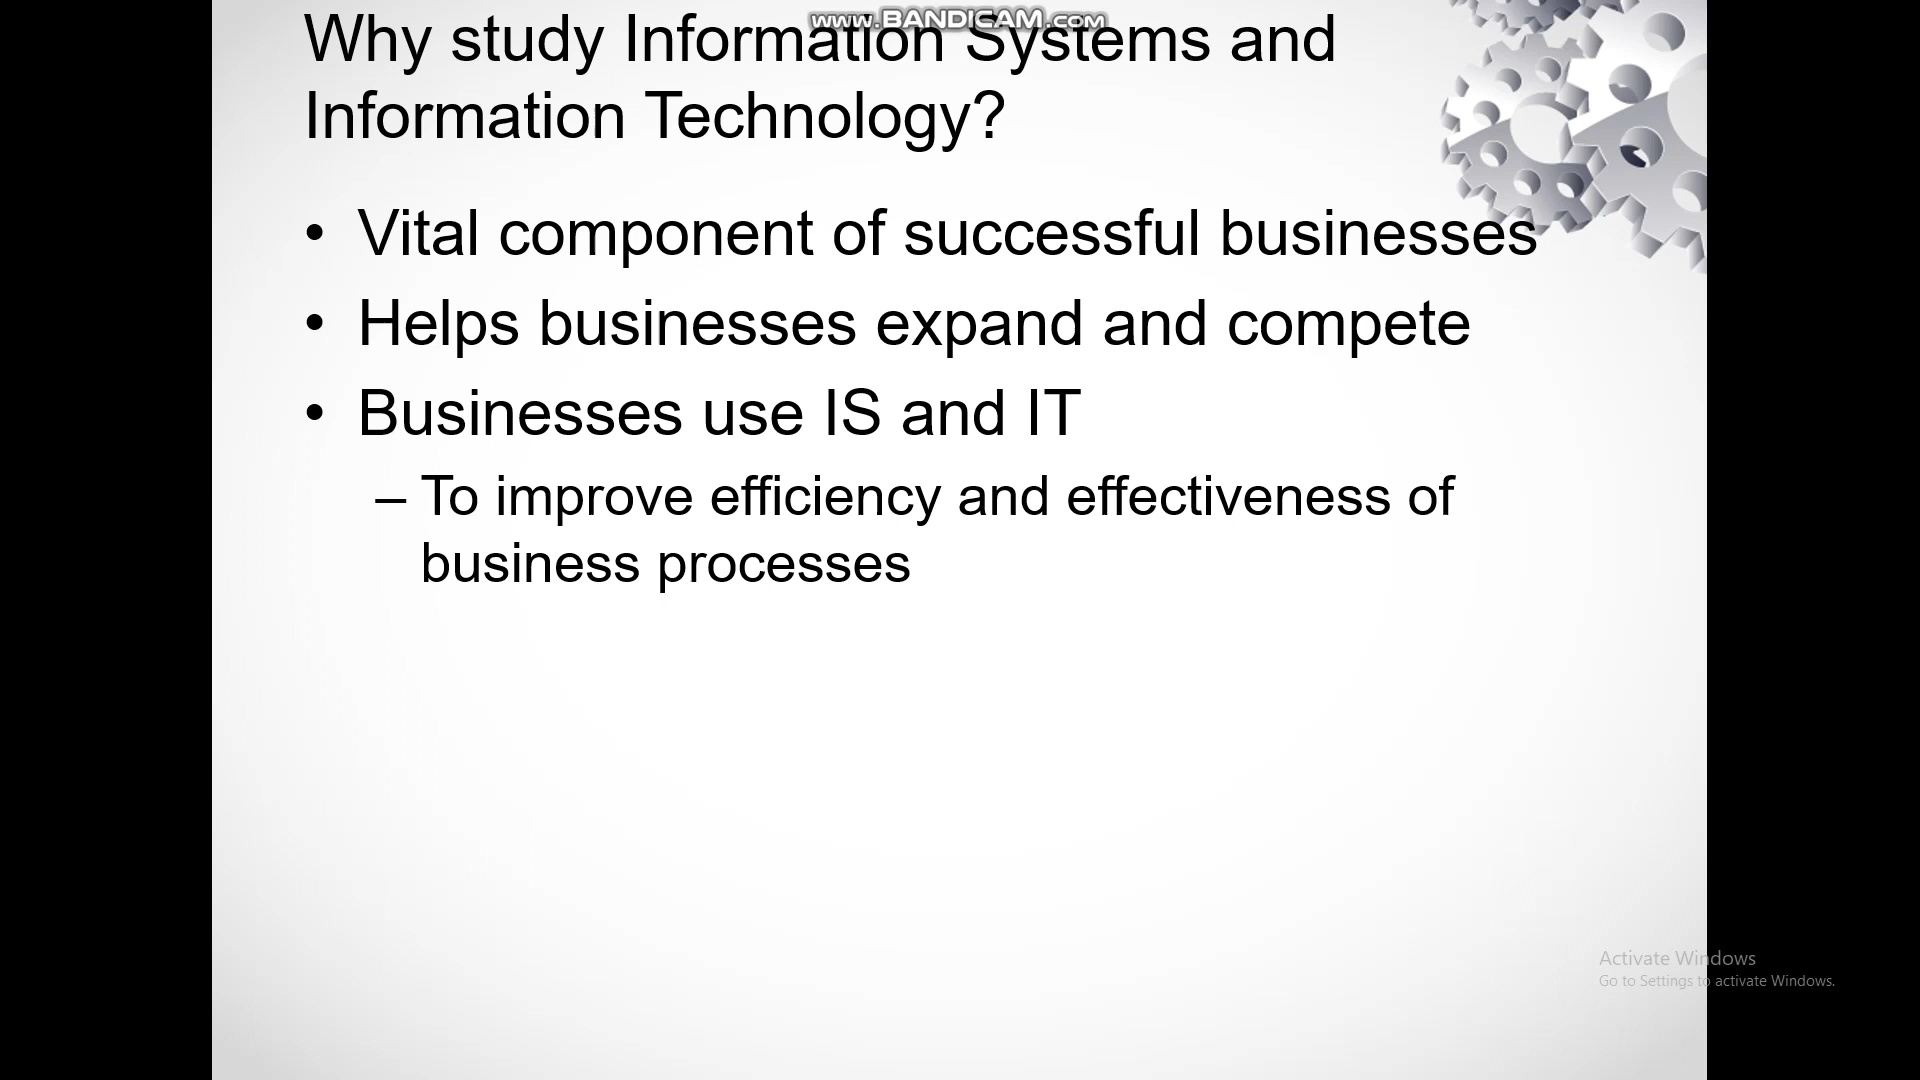 www.BANDICAM.com
Why study Information Systems and
Information Technology?
• Vital component of successful businesses
• Helps businesses expand and compete
• Businesses use IS and IT
– To improve efficiency and effectiveness of
business processes
Activate Windows
Go to Settings to activate Windows.